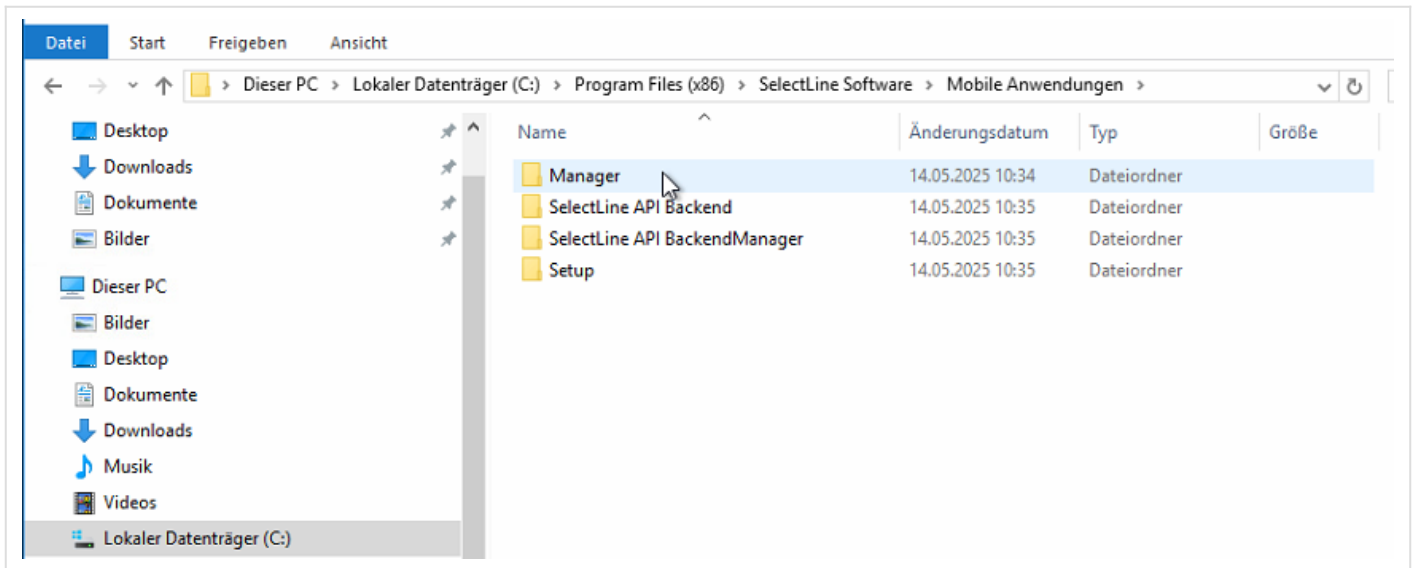 Datei Start Freigeben Ansicht
> Dieser PC > Lokaler Datenträger (C:) > Program Files (x86) > SelectLine Software > Mobile Anwendungen >
Desktop
Downloads
Dokumente
Bilder
Dieser PC
Bilder
Desktop
Dokumente
Downloads
Musik
Videos
Lokaler Datenträger (C:)
Name Änderungsdatum Typ Größe
Manager 14.05.2025 10:34 Dateiordner
SelectLine API Backend 14.05.2025 10:35 Dateiordner
SelectLine API BackendManager 14.05.2025 10:35 Dateiordner
Setup 14.05.2025 10:35 Dateiordner